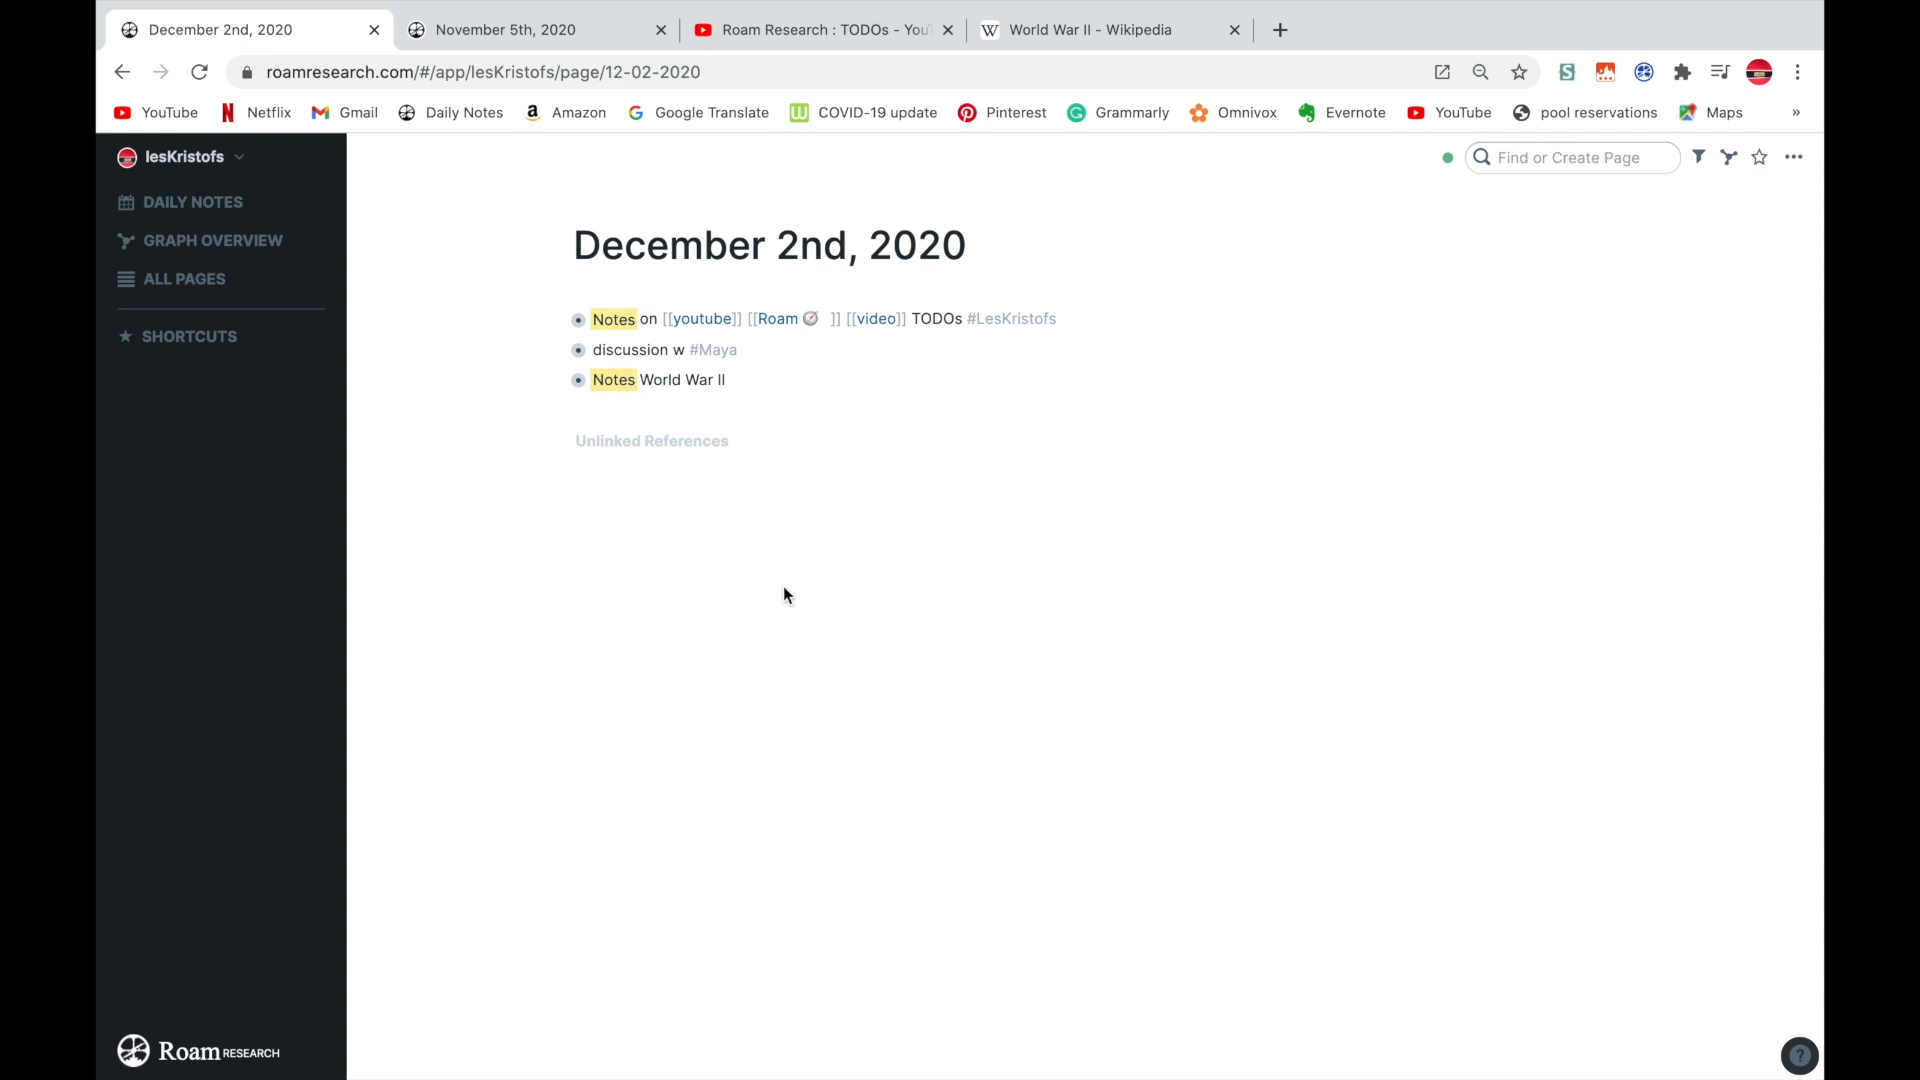 December 2nd, 2020
November 5th, 2020
Roam Research : TODOs - You
World War II - Wikipedia
roamresearch.com/#/app/lesKristofs/page/12-02-2020
YouTube
Netflix
Gmail
Daily Notes
Amazon
Google Translate
COVID-19 update
Pinterest
Grammarly
Omnivox
Evernote
YouTube
pool reservations
Maps
»
lesKristofs
Find or Create Page
DAILY NOTES
GRAPH OVERVIEW
ALL PAGES
SHORTCUTS
December 2nd, 2020
Notes on [[youtube]] [[Roam 🧭 ]] [[video]] TODOs #LesKristofs
discussion w #Maya
Notes World War II
Unlinked References
Roam RESEARCH
?